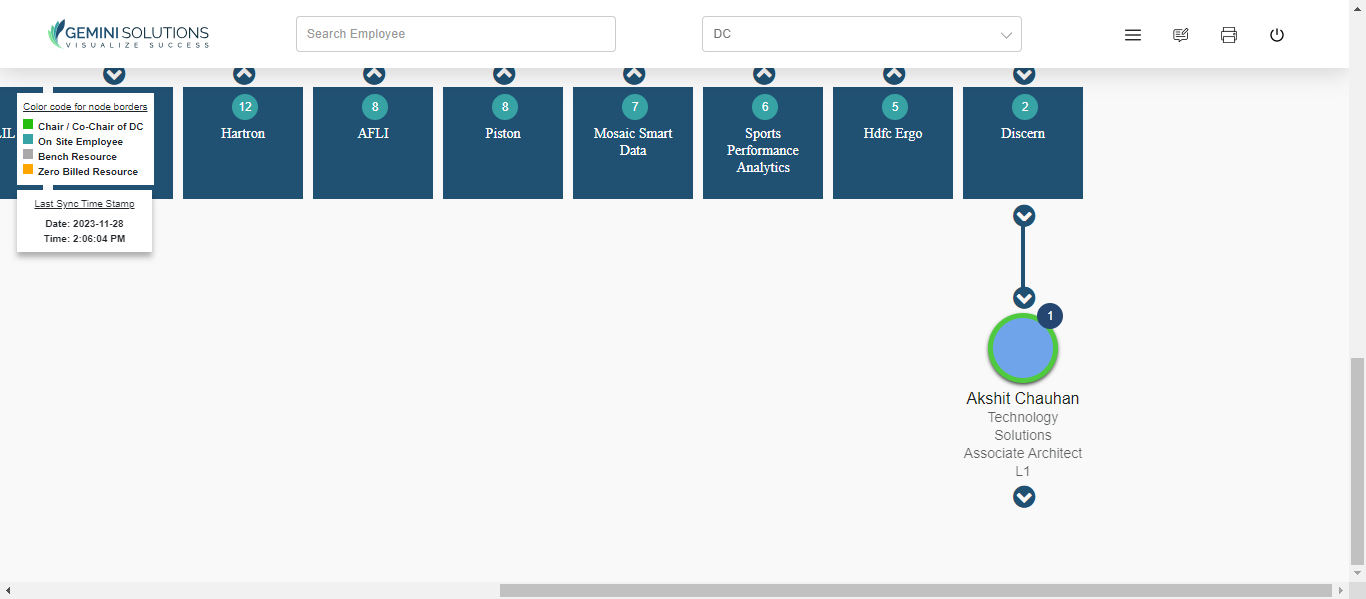 GEMINI SOLUTIONS
VISUALIZE SUCCESS
Search Employee
DC
Color code for node borders
Chair / Co-Chair of DC
On Site Employee
Bench Resource
Zero Billed Resource
Last Sync Time Stamp
Date: 2023-11-28
Time: 2:06:04 PM
12
Hartron
8
AFLI
8
Piston
7
Mosaic Smart
Data
6
Sports
Performance
Analytics
5
Hdfc Ergo
2
Discern
1
Akshit Chauhan
Technology
Solutions
Associate Architect
L1